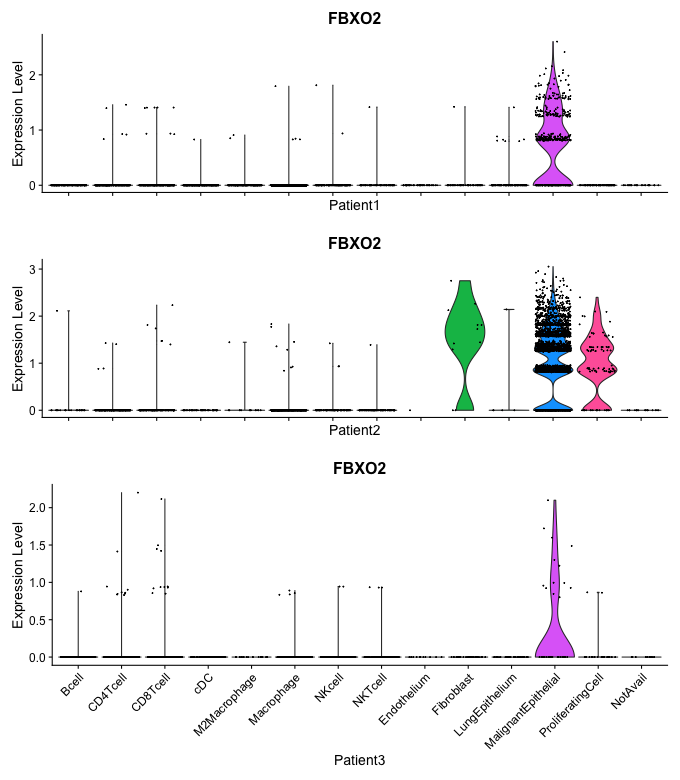 FBXO2
Expression Level
2
1
0
Patient1
FBXO2
Expression Level
3
2
1
0
Patient2
FBXO2
Expression Level
2.0
1.5
1.0
0.5
0.0
Bcell
CD4Tcell
CD8Tcell
cDC
M2Macrophage
Macrophage
NKcell
NKTcell
Endothelium
Fibroblast
LungEpithelium
MalignantEpithelial
ProliferatingCell
NotAvail
Patient3